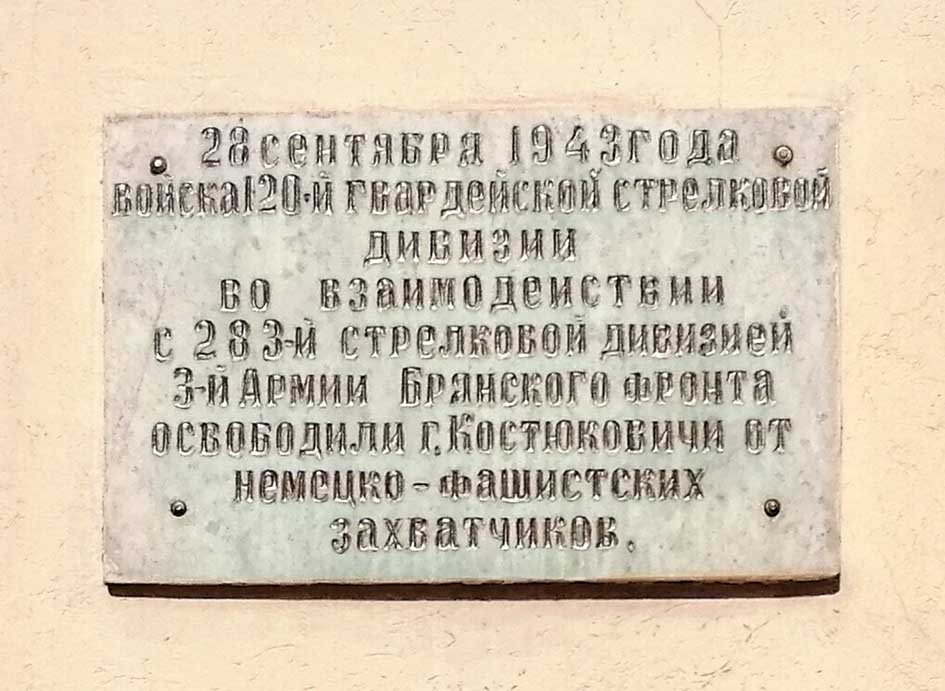 28 сентября 1943 года
войска 120-й гвардейской стрелковой
дивизии
во взаимодействии
с 283-й стрелковой дивизией
3-й Армии Брянского фронта
освободили г. Костюковичи от
немецко-фашистских
захватчиков.